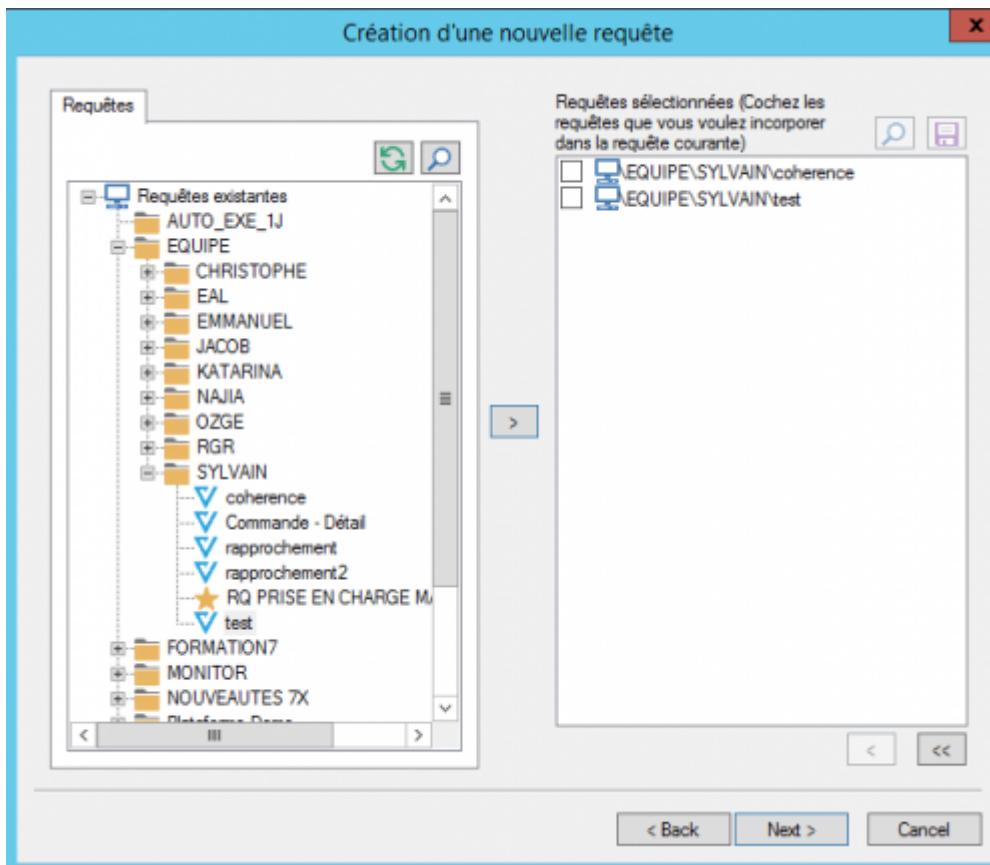 Création d'une nouvelle requête
x
Requêtes
Requêtes existantes
AUTO_EXE_1J
EQUIPE
CHRISTOPHE
EAL
EMMANUEL
JACOB
KATARINA
NAJIA
OZGE
RGR
SYLVAIN
coherence
Commande - Détail
rapprochement
rapprochement2
RQ PRISE EN CHARGE
test
FORMATION7
MONITOR
NOUVEAUTES 7X
>
Requêtes sélectionnées (Cochez les
requêtes que vous voulez incorporer
dans la requête courante)
\EQUIPE\SYLVAIN\coherence
\EQUIPE\SYLVAIN\test
<
<<
< Back
Next >
Cancel